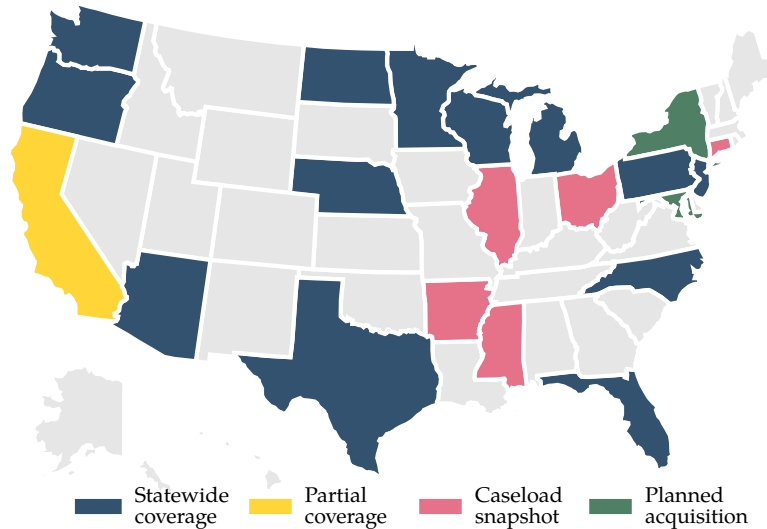 Statewide
coverage
Partial
coverage
Caseload
snapshot
Planned
acquisition